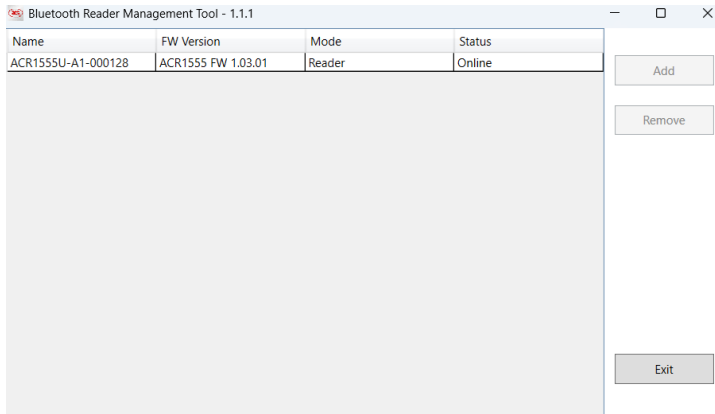 Bluetooth Reader Management Tool - 1.1.1
Name FW Version Mode Status
ACR1555U-A1-000128 ACR1555 FW 1.03.01 Reader Online
Add
Remove
Exit